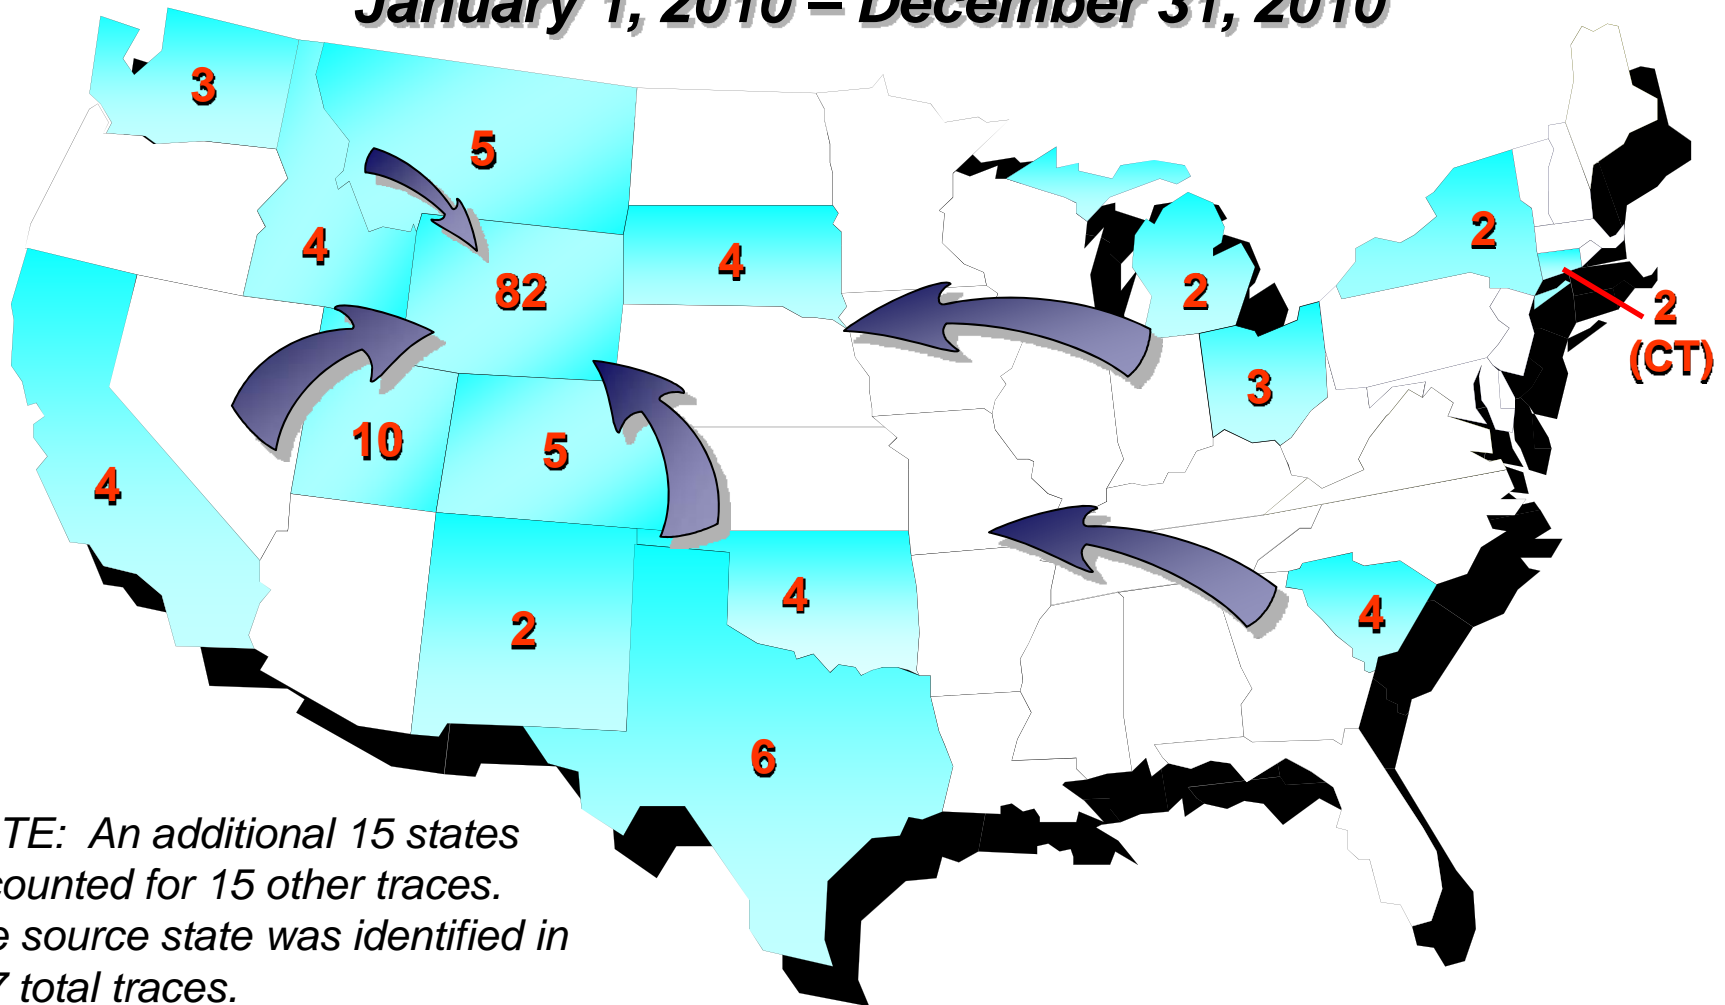 January 1, 2010 – December 31, 2010
3
5
4
82
4
2
2
2
(CT)
3
10
5
4
4
2
4
6
TE: An additional 15 states
counted for 15 other traces.
e source state was identified in
7 total traces.